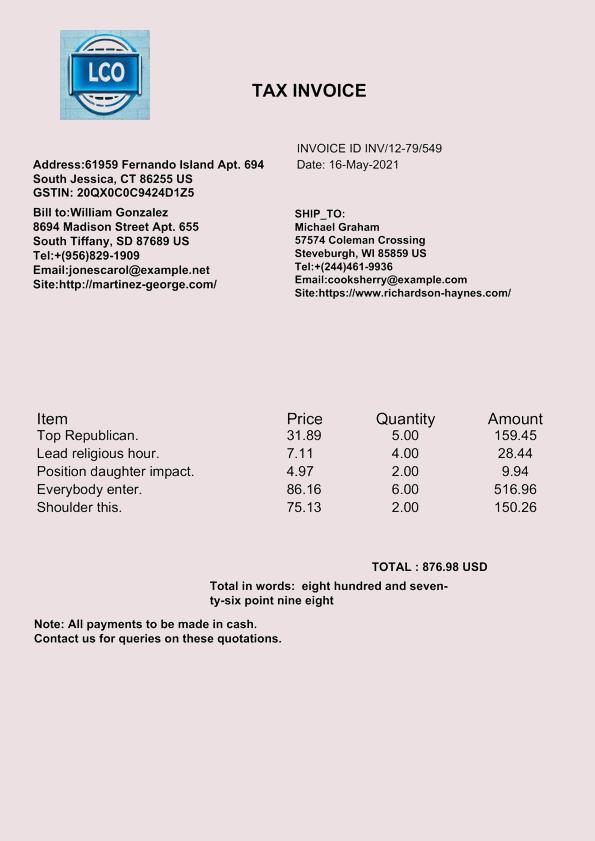 LCO
TAX INVOICE
INVOICE ID INV/12-79/549
Date: 16-May-2021
Address:61959 Fernando Island Apt. 694
South Jessica, CT 86255 US
GSTIN: 20QX0C0C9424D1Z5
Bill to:William Gonzalez
8694 Madison Street Apt. 655
South Tiffany, SD 87689 US
Tel:+(956)829-1909
Email:jonescarol@example.net
Site:http://martinez-george.com/
SHIP_TO:
Michael Graham
57574 Coleman Crossing
Steveburgh, WI 85859 US
Tel:+(244)461-9936
Email:cooksherry@example.com
Site:https://www.richardson-haynes.com/
Item Price Quantity Amount
Top Republican. 31.89 5.00 159.45
Lead religious hour. 7.11 4.00 28.44
Position daughter impact. 4.97 2.00 9.94
Everybody enter. 86.16 6.00 516.96
Shoulder this. 75.13 2.00 150.26
TOTAL : 876.98 USD
Total in words: eight hundred and seven-
ty-six point nine eight
Note: All payments to be made in cash.
Contact us for queries on these quotations.